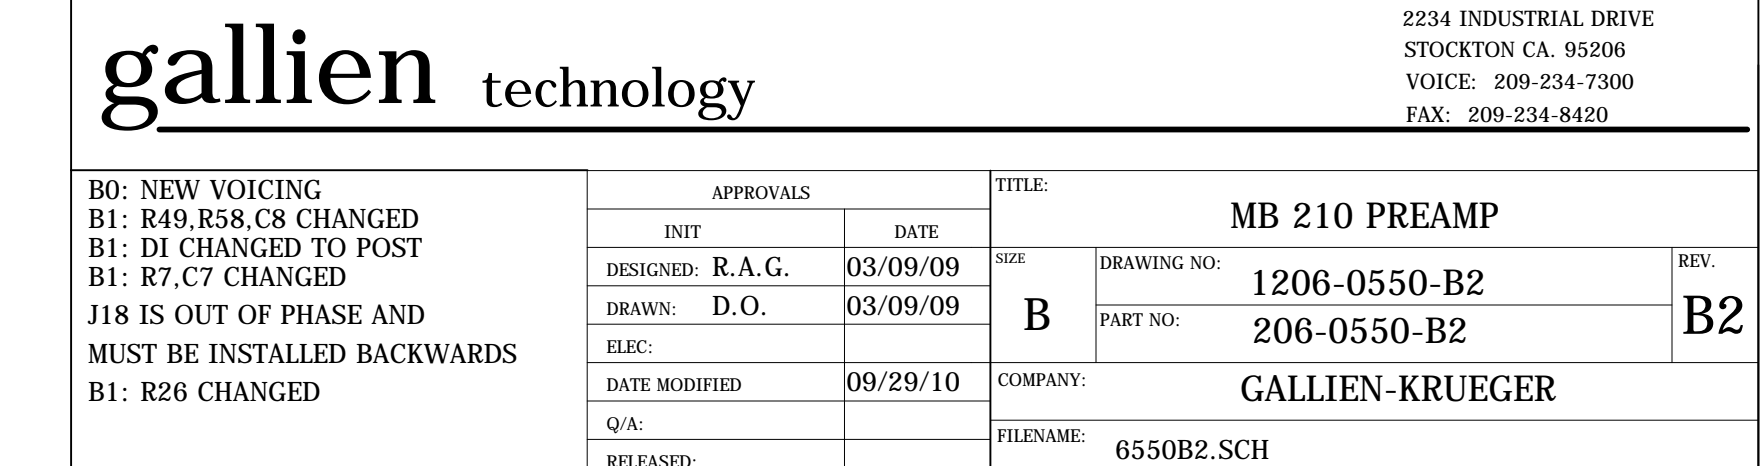 gallien technology
2234 INDUSTRIAL DRIVE
STOCKTON CA. 95206
VOICE: 209-234-7300
FAX: 209-234-8420
B0: NEW VOICING
B1: R49,R58,C8 CHANGED
B1: DI CHANGED TO POST
B1: R7,C7 CHANGED
J18 IS OUT OF PHASE AND
MUST BE INSTALLED BACKWARDS
B1: R26 CHANGED
APPROVALS
INIT DATE
DESIGNED: R.A.G. 03/09/09
DRAWN: D.O. 03/09/09
ELEC:
DATE MODIFIED 09/29/10
Q/A:
RELEASED:
TITLE:
MB 210 PREAMP
SIZE
B
DRAWING NO:
1206-0550-B2
PART NO:
206-0550-B2
REV.
B2
COMPANY:
GALLIEN-KRUEGER
FILENAME:
6550B2.SCH